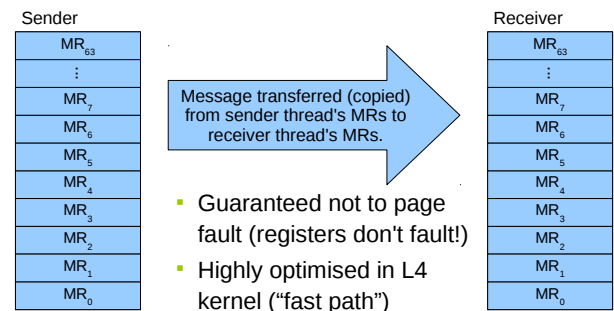 Sender
MR63
⋮
MR7
MR6
MR5
MR4
MR3
MR2
MR1
MR0
Message transferred (copied)
from sender thread's MRs to
receiver thread's MRs.
▪ Guaranteed not to page
fault (registers don't fault!)
▪ Highly optimised in L4
kernel (“fast path”)
Receiver
MR63
⋮
MR7
MR6
MR5
MR4
MR3
MR2
MR1
MR0